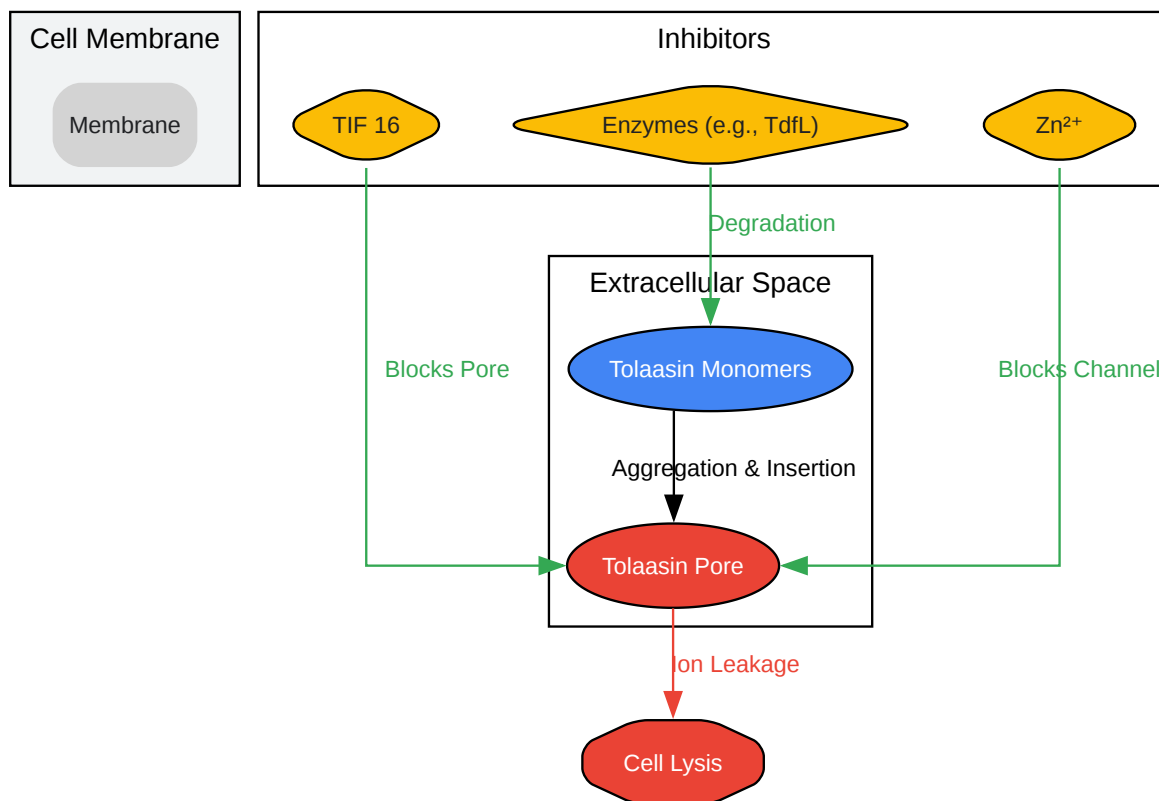 Cell Membrane
Inhibitors
Membrane
TIF 16
Enzymes (e.g., TdfL)
Zn²⁺
Degradation
Extracellular Space
Tolaasin Monomers
Blocks Pore
Blocks Channel
Aggregation & Insertion
Tolaasin Pore
Ion Leakage
Cell Lysis